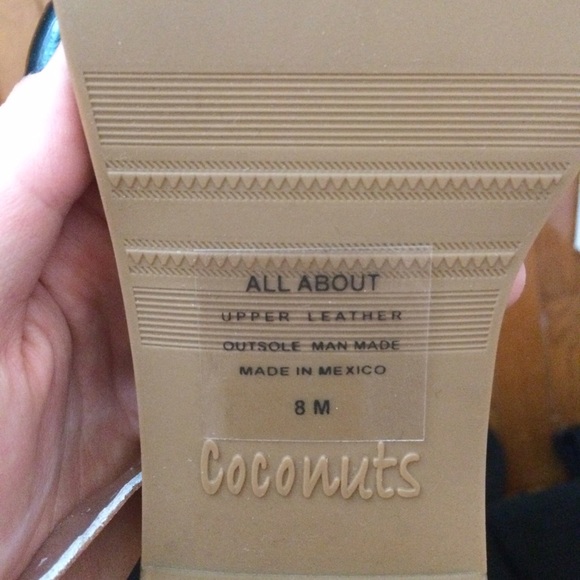 ALL ABOUT
UPPER LEATHER
OUTSOLE MAN MADE
MADE IN MEXICO
8 M
Coconuts